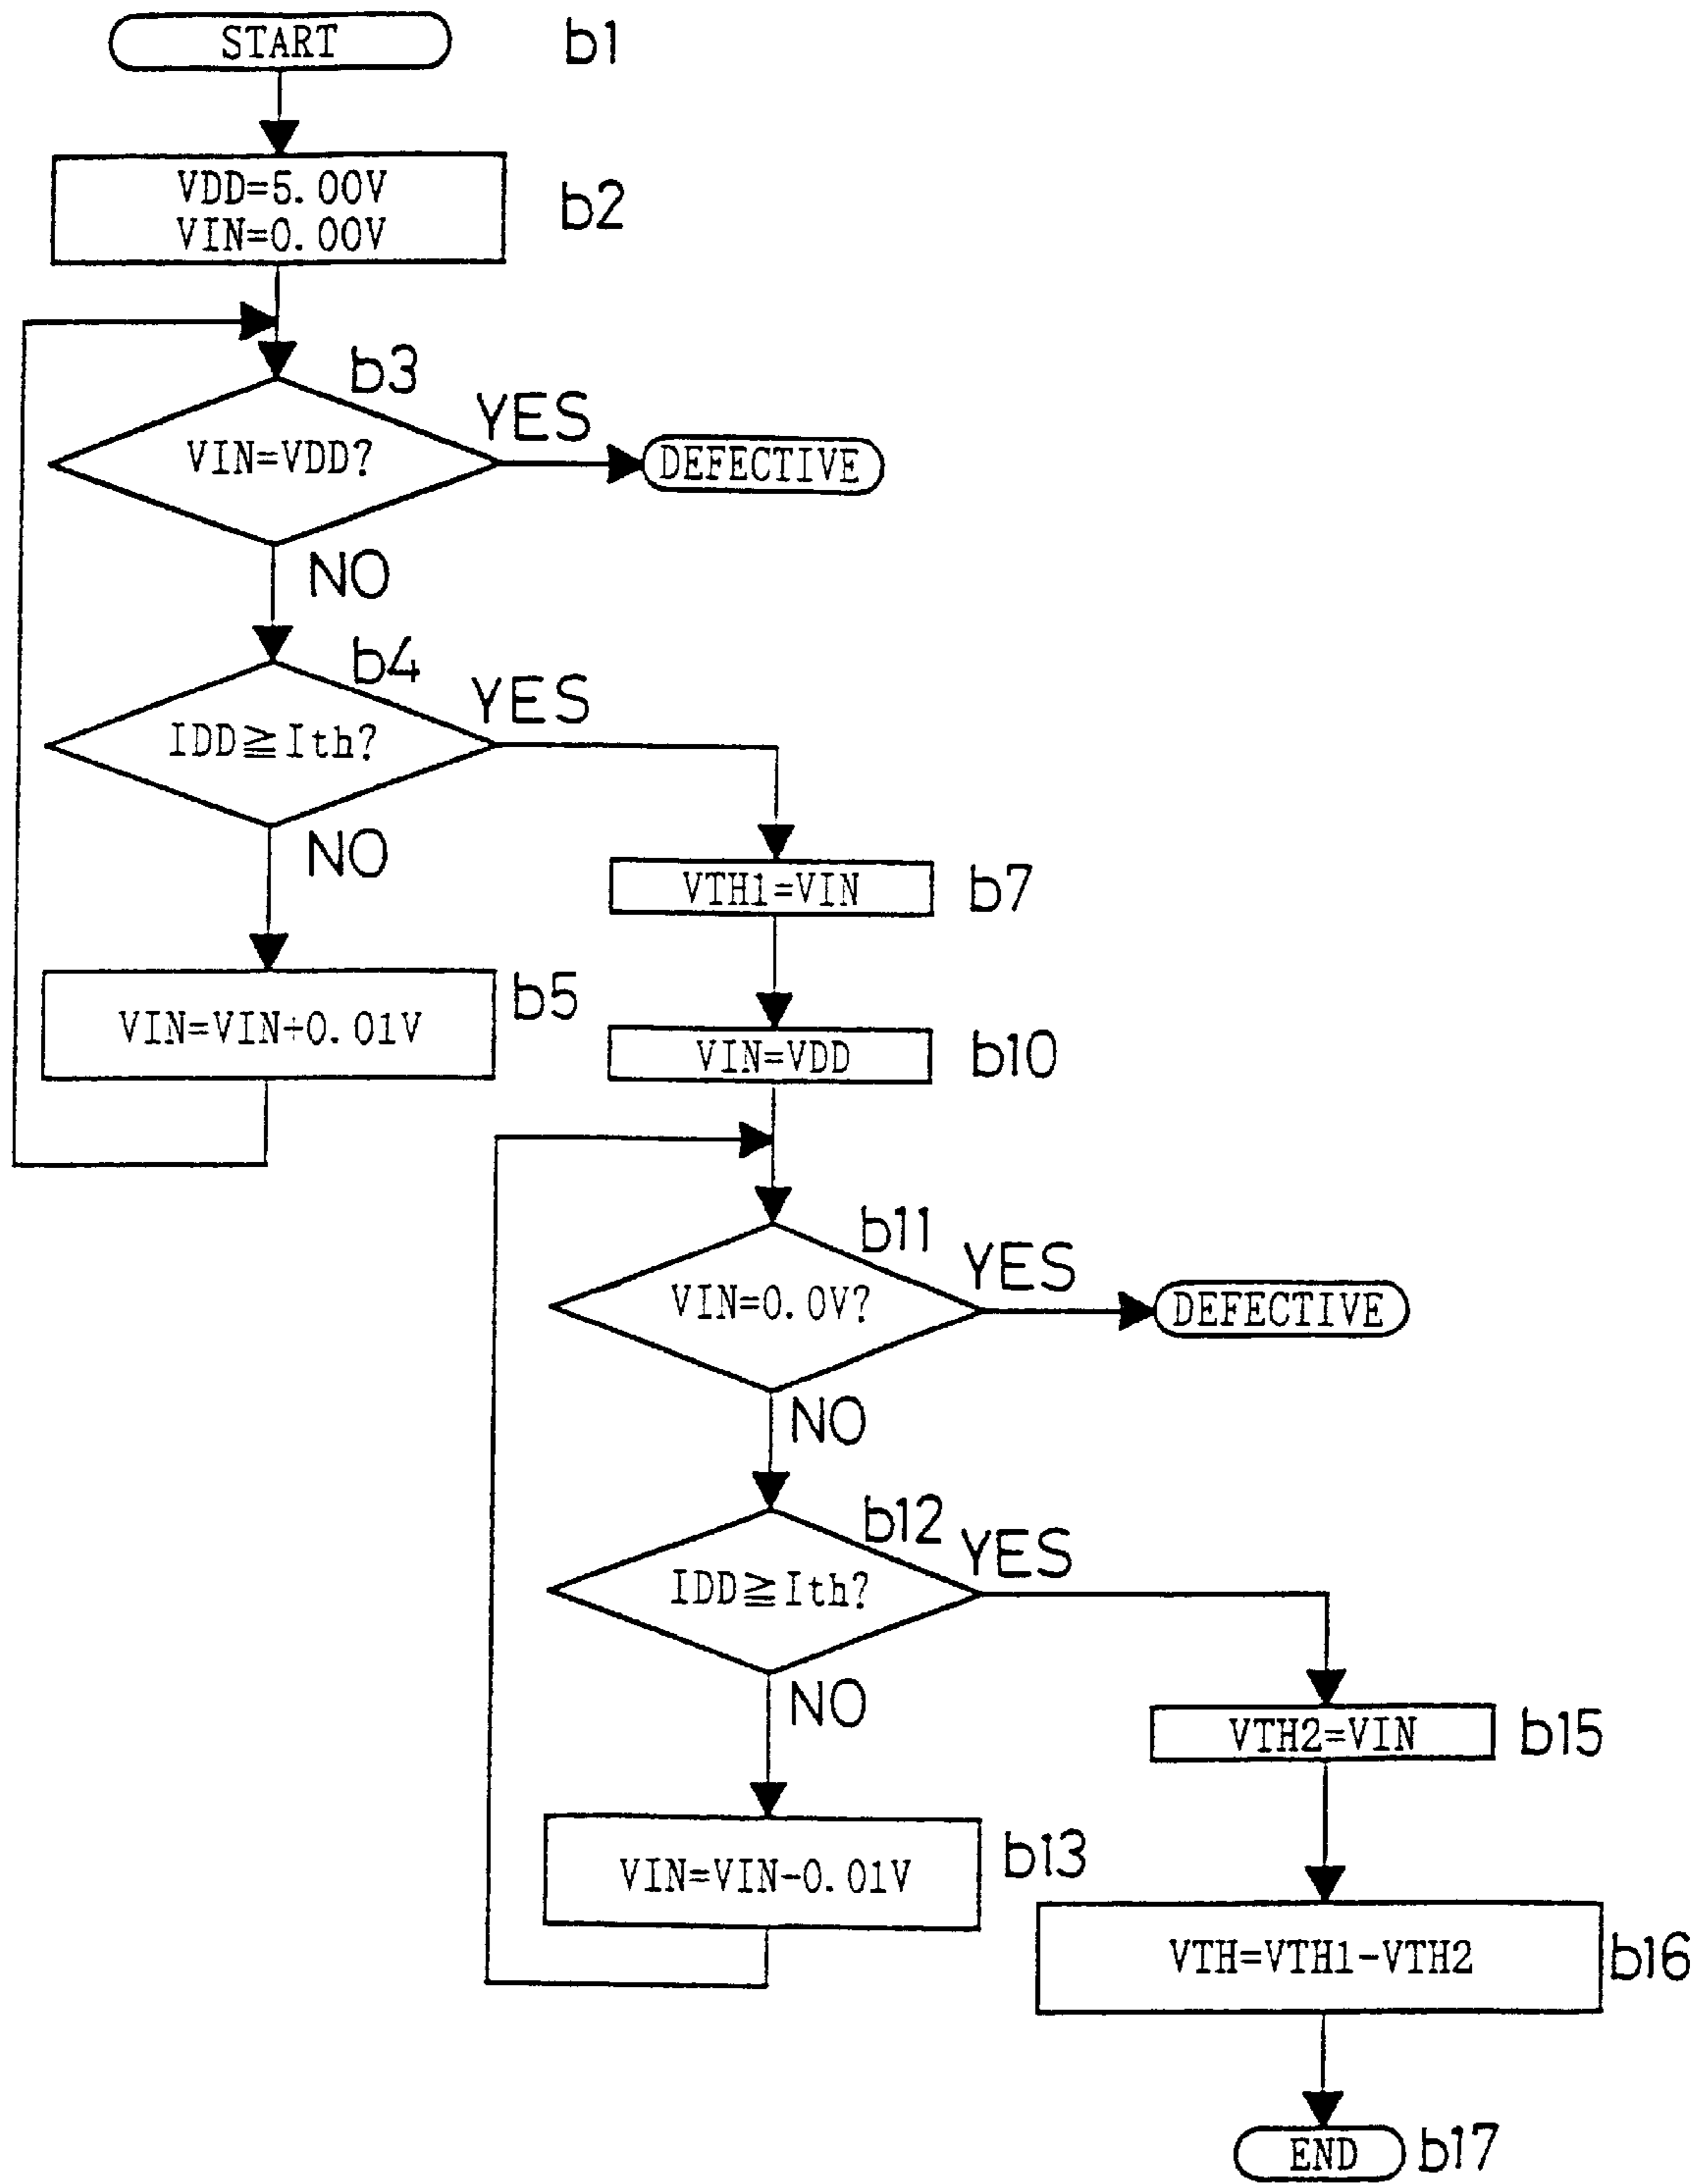 START
b1
VDD=5.00V
VIN=0.00V
b2
b3
VIN=VDD?
YES
DEFECTIVE
NO
b4
IDD≧Ith?
YES
NO
VTH1=VIN
b7
VIN=VIN+0.01V
b5
VIN=VDD
b10
b11
VIN=0.0V?
YES
DEFECTIVE
NO
b12
IDD≧Ith?
YES
NO
VTH2=VIN
b15
VIN=VIN-0.01V
b13
VTH=VTH1-VTH2
b16
END
b17